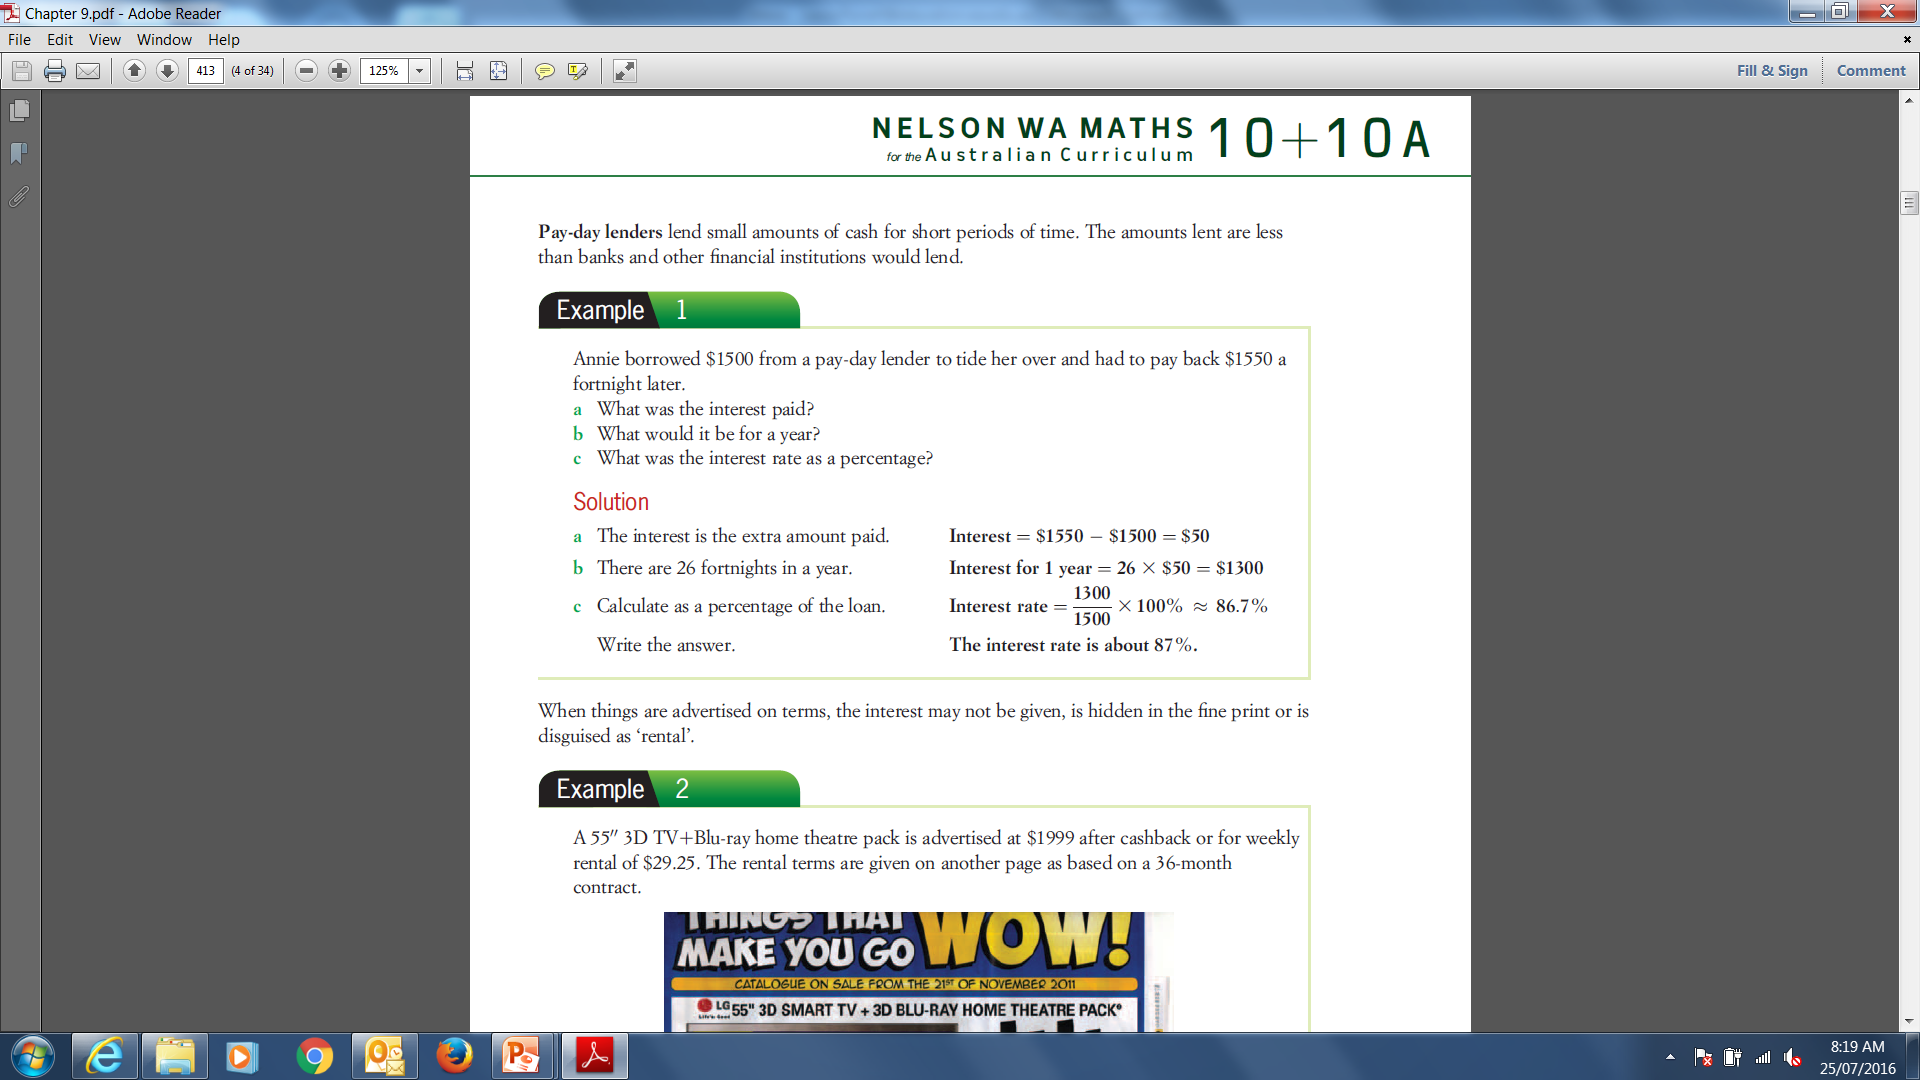 Chapter 9.pdf - Adobe Reader
File Edit View Window Help
413 (4 of 34) 125% Fill & Sign Comment
NELSON WA MATHS 10+10A
for the Australian Curriculum
Pay-day lenders lend small amounts of cash for short periods of time. The amounts lent are less
than banks and other financial institutions would lend.
Example 1
Annie borrowed $1500 from a pay-day lender to tide her over and had to pay back $1550 a
fortnight later.
a What was the interest paid?
b What would it be for a year?
c What was the interest rate as a percentage?
Solution
a The interest is the extra amount paid. Interest = $1550 − $1500 = $50
b There are 26 fortnights in a year. Interest for 1 year = 26 × $50 = $1300
c Calculate as a percentage of the loan. Interest rate = 1300/1500 × 100% ≈ 86.7%
Write the answer. The interest rate is about 87%.
When things are advertised on terms, the interest may not be given, is hidden in the fine print or is
disguised as ‘rental’.
Example 2
A 55″ 3D TV+Blu-ray home theatre pack is advertised at $1999 after cashback or for weekly
rental of $29.25. The rental terms are given on another page as based on a 36-month
contract.
THINGS THAT
MAKE YOU GO WOW!
CATALOGUE ON SALE FROM THE 21ST OF NOVEMBER 2011
LG 55" 3D SMART TV + 3D BLU-RAY HOME THEATRE PACK
Life's Good
8:19 AM
25/07/2016